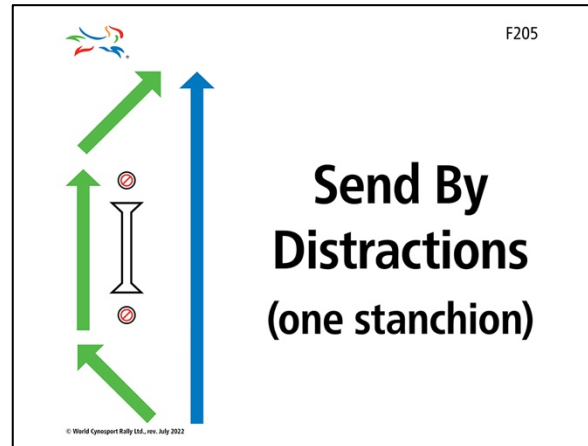 F205
Send By
Distractions
(one stanchion)
© World Cynosport Rally Ltd., rev. July 2022